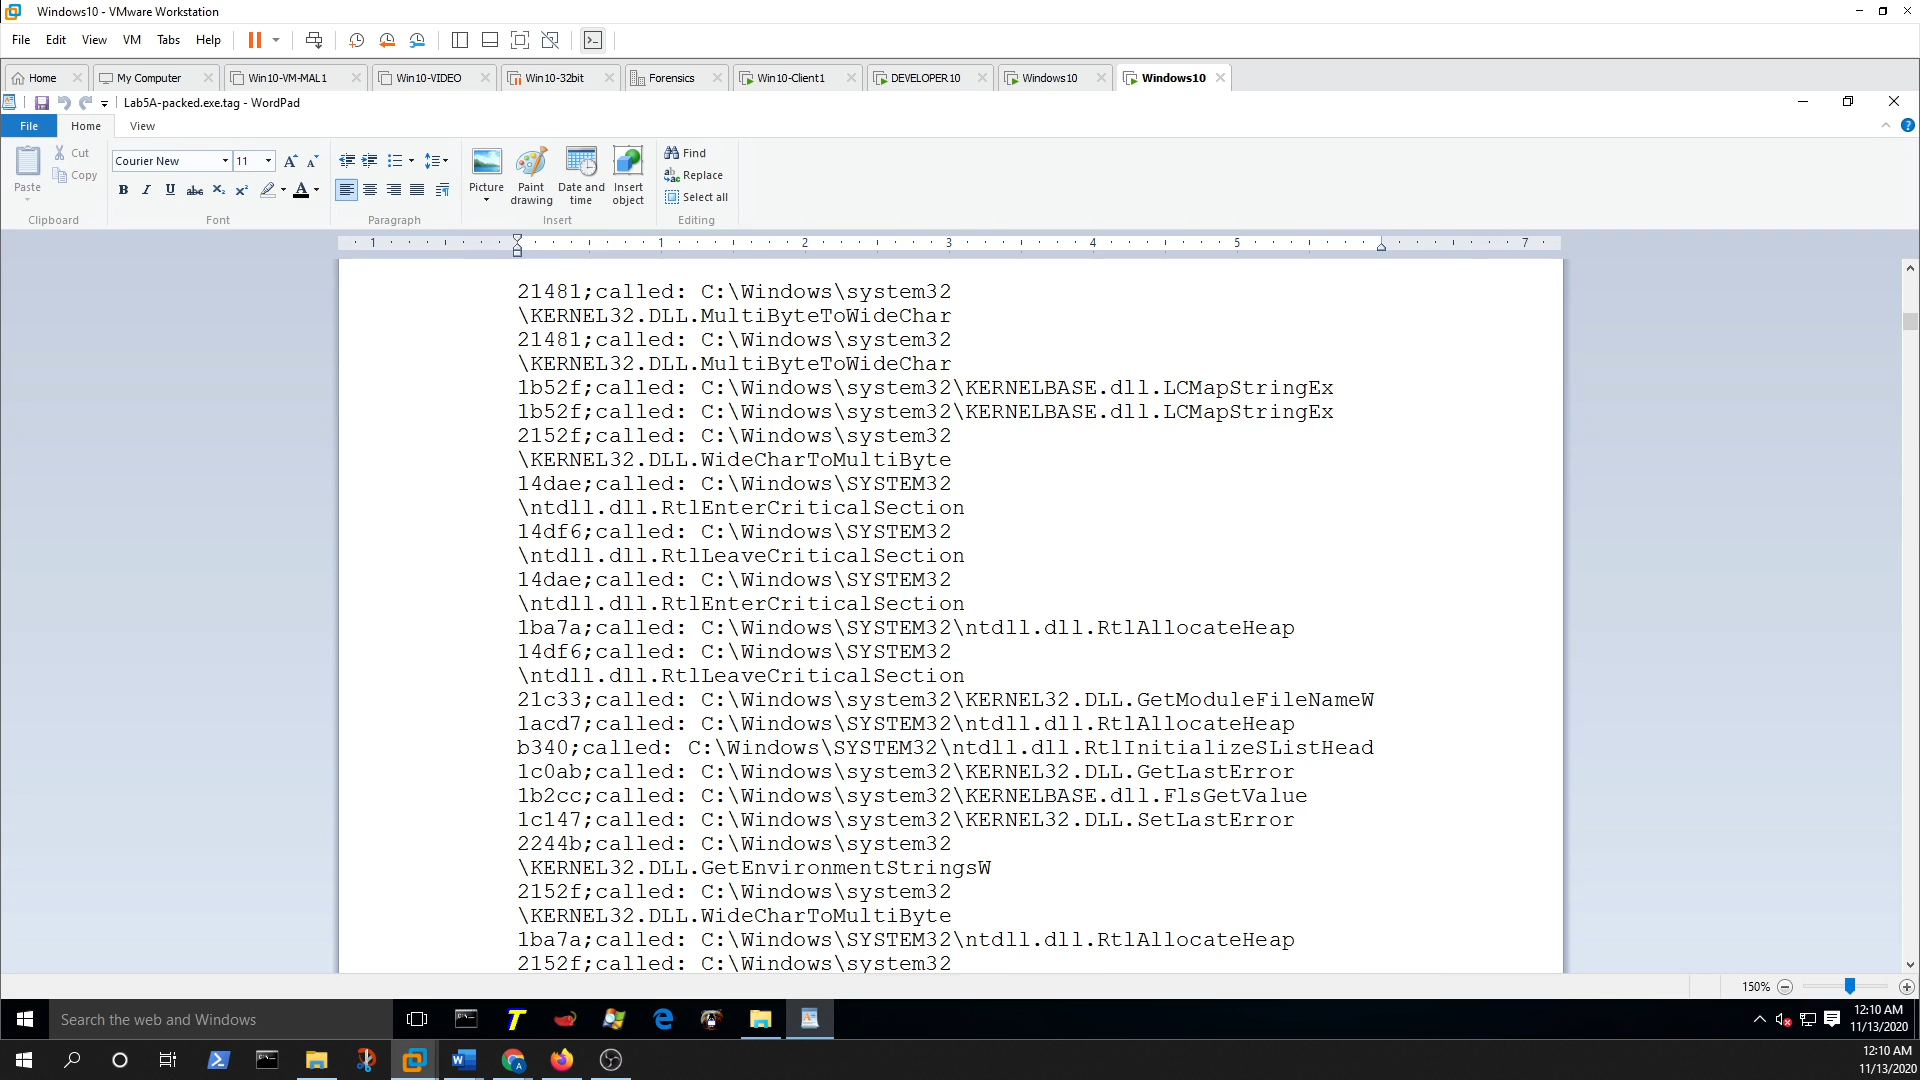 Windows10 - VMware Workstation
File Edit View VM Tabs Help
Home My Computer Win10-VM-MAL1 Win10-VIDEO Win10-32bit Forensics Win10-Client1 DEVELOPER10 Windows10 Windows10
Lab5A-packed.exe.tag - WordPad
File Home View
Paste Cut Copy
Courier New 11
B I U abc X₂ X² A
Picture Paint drawing Date and time Insert object
Find
Replace
Select all
Clipboard Font Paragraph Insert Editing
1 1 2 3 4 5 7
21481;called: C:\Windows\system32
\KERNEL32.DLL.MultiByteToWideChar
21481;called: C:\Windows\system32
\KERNEL32.DLL.MultiByteToWideChar
1b52f;called: C:\Windows\system32\KERNELBASE.dll.LCMapStringEx
1b52f;called: C:\Windows\system32\KERNELBASE.dll.LCMapStringEx
2152f;called: C:\Windows\system32
\KERNEL32.DLL.WideCharToMultiByte
14dae;called: C:\Windows\SYSTEM32
\ntdll.dll.RtlEnterCriticalSection
14df6;called: C:\Windows\SYSTEM32
\ntdll.dll.RtlLeaveCriticalSection
14dae;called: C:\Windows\SYSTEM32
\ntdll.dll.RtlEnterCriticalSection
1ba7a;called: C:\Windows\SYSTEM32\ntdll.dll.RtlAllocateHeap
14df6;called: C:\Windows\SYSTEM32
\ntdll.dll.RtlLeaveCriticalSection
21c33;called: C:\Windows\system32\KERNEL32.DLL.GetModuleFileNameW
1acd7;called: C:\Windows\SYSTEM32\ntdll.dll.RtlAllocateHeap
b340;called: C:\Windows\SYSTEM32\ntdll.dll.RtlInitializeSListHead
1c0ab;called: C:\Windows\system32\KERNEL32.DLL.GetLastError
1b2cc;called: C:\Windows\system32\KERNELBASE.dll.FlsGetValue
1c147;called: C:\Windows\system32\KERNEL32.DLL.SetLastError
2244b;called: C:\Windows\system32
\KERNEL32.DLL.GetEnvironmentStringsW
2152f;called: C:\Windows\system32
\KERNEL32.DLL.WideCharToMultiByte
1ba7a;called: C:\Windows\SYSTEM32\ntdll.dll.RtlAllocateHeap
2152f;called: C:\Windows\system32
150%
Search the web and Windows
12:10 AM
11/13/2020
12:10 AM
11/13/2020